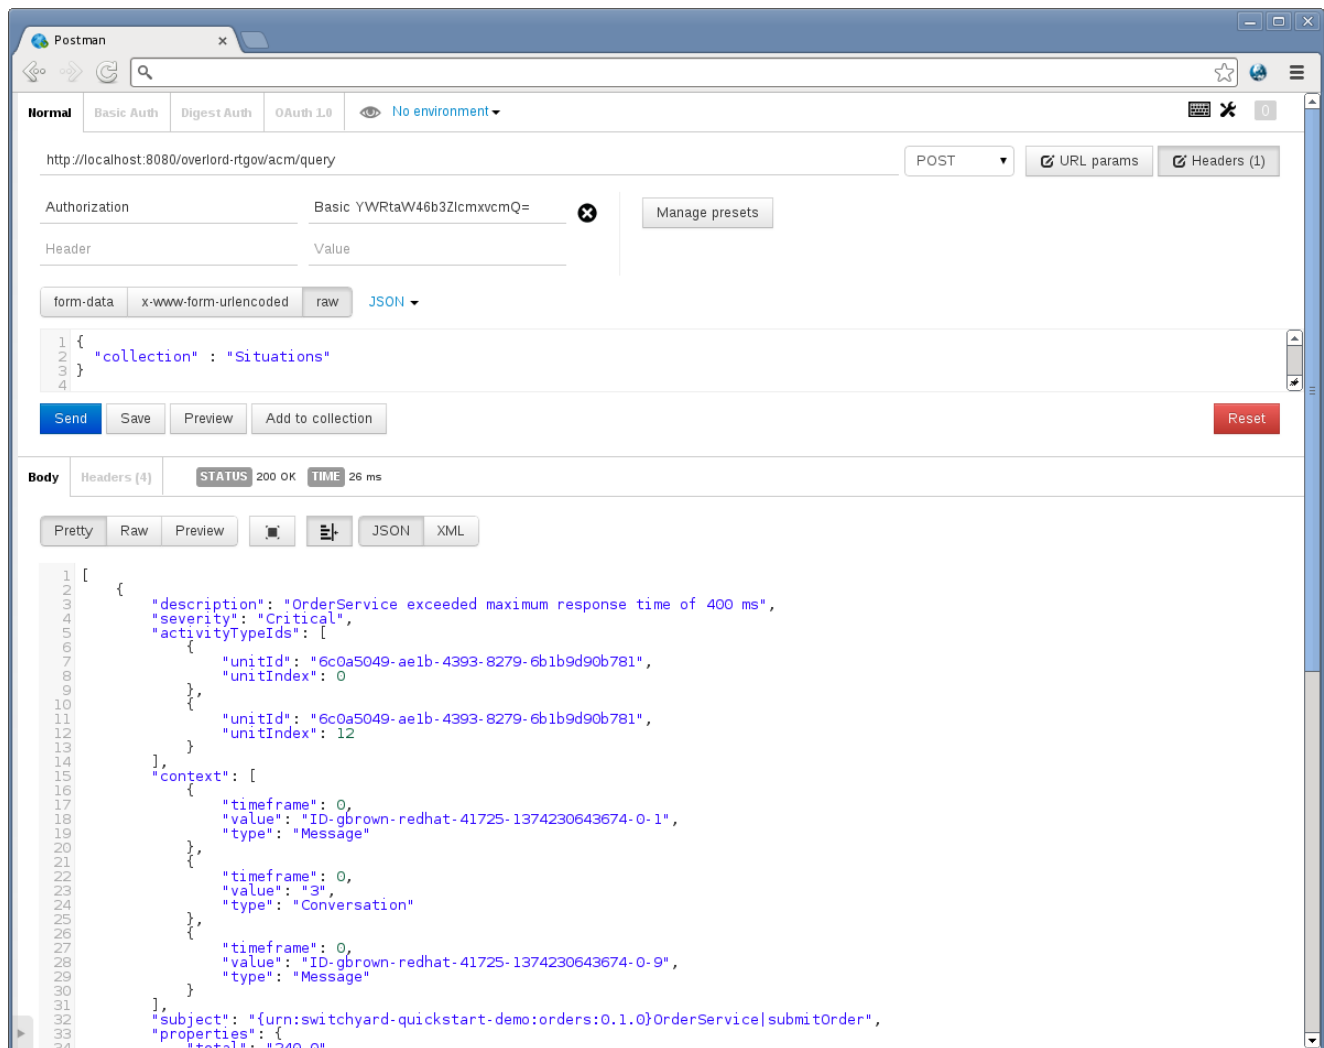 Postman
Normal Basic Auth Digest Auth OAuth 1.0 No environment 0
http://localhost:8080/overlord-rtgov/acm/query POST URL params Headers (1)
Authorization Basic YWRtaW46b3ZlcmxvcmQ= Manage presets
Header Value
form-data x-www-form-urlencoded raw JSON
1 {
2 "collection" : "Situations"
3 }
4
Send Save Preview Add to collection Reset
Body Headers (4) STATUS 200 OK TIME 26 ms
Pretty Raw Preview JSON XML
1 [
2 {
3 "description": "OrderService exceeded maximum response time of 400 ms",
4 "severity": "Critical",
5 "activityTypeIds": [
6 {
7 "unitId": "6c0a5049-ae1b-4393-8279-6b1b9d90b781",
8 "unitIndex": 0
9 },
10 {
11 "unitId": "6c0a5049-ae1b-4393-8279-6b1b9d90b781",
12 "unitIndex": 12
13 }
14 ],
15 "context": [
16 {
17 "timeframe": 0,
18 "value": "ID-gbrown-redhat-41725-1374230643674-0-1",
19 "type": "Message"
20 },
21 {
22 "timeframe": 0,
23 "value": "3",
24 "type": "Conversation"
25 },
26 {
27 "timeframe": 0,
28 "value": "ID-gbrown-redhat-41725-1374230643674-0-9",
29 "type": "Message"
30 }
31 ],
32 "subject": "{urn:switchyard-quickstart-demo:orders:0.1.0}OrderService|submitOrder",
33 "properties": {
34 "total": "240.0"